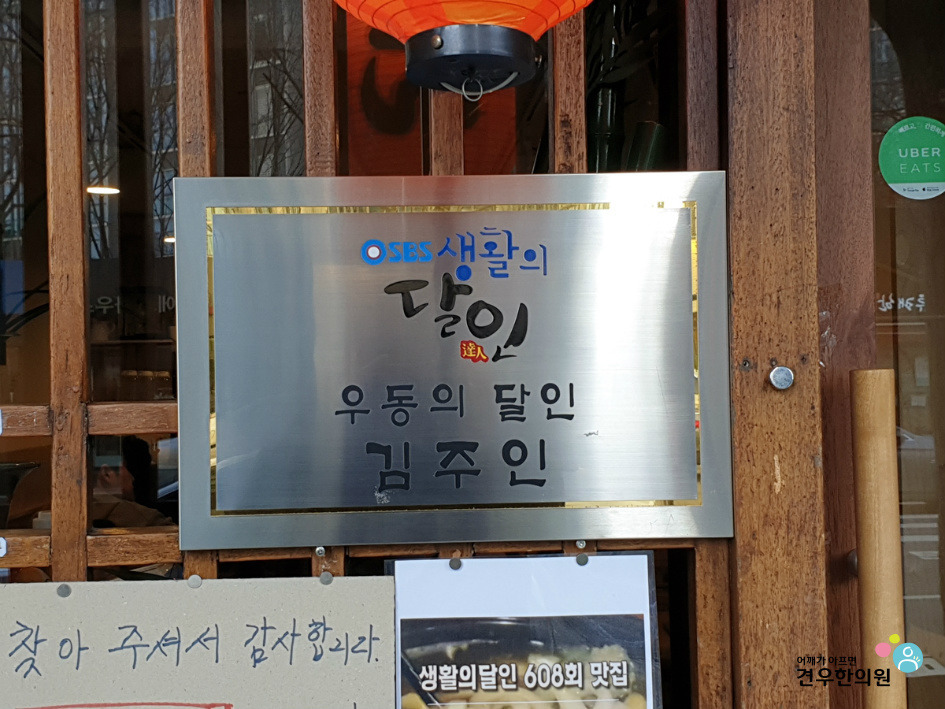 SBS 생활의
달인
達人
우동의 달인
김주인
UBER
EATS
찾아 주셔서 감사합니다.
생활의달인 608회 맛집
어깨가 아프면
견우한의원